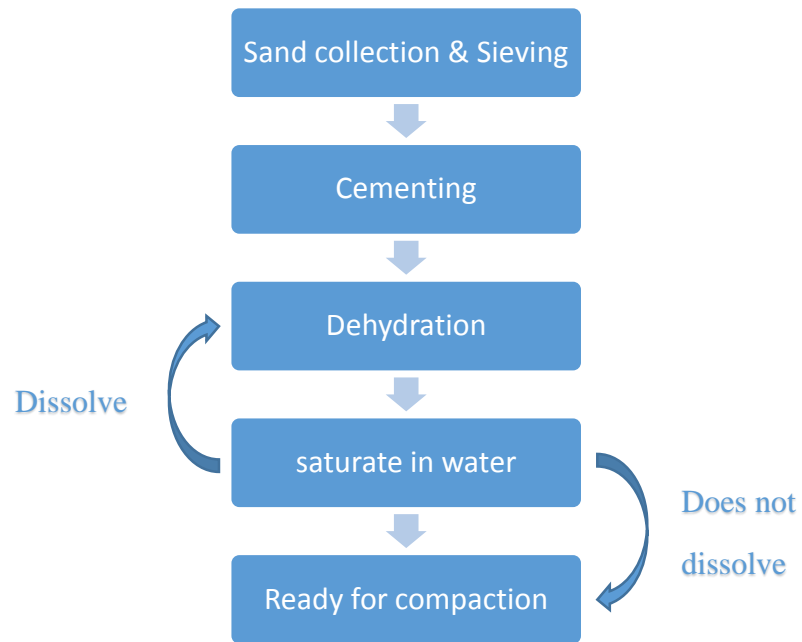 Sand collection & Sieving
Cementing
Dehydration
Dissolve
saturate in water
Does not
dissolve
Ready for compaction